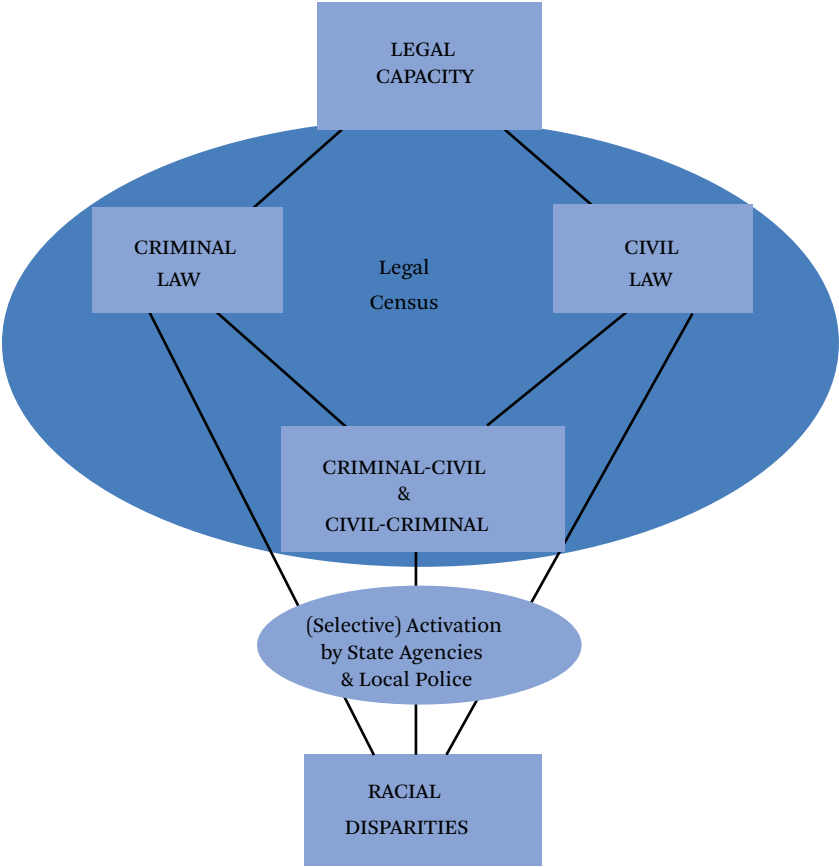 LEGAL
CAPACITY
CRIMINAL
LAW
Legal
Census
CIVIL
LAW
CRIMINAL-CIVIL
&
CIVIL-CRIMINAL
(Selective) Activation
by State Agencies
& Local Police
RACIAL
DISPARITIES